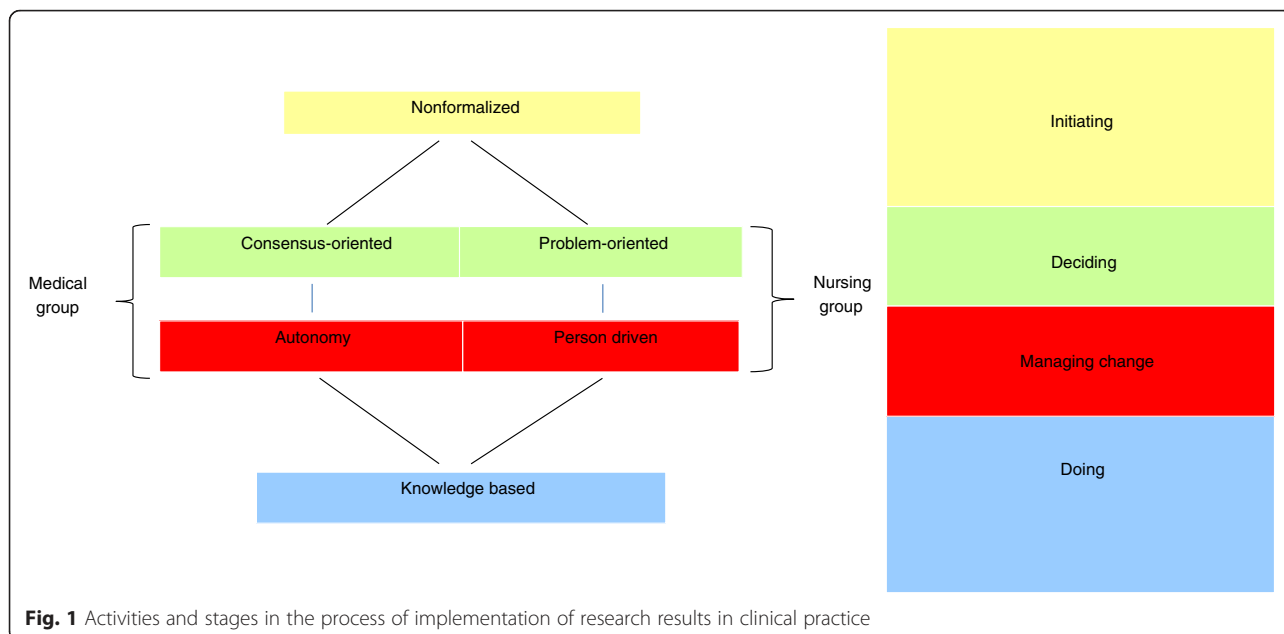 Nonformalized
Initiating
Consensus-oriented
Problem-oriented
Deciding
Medical
group
Nursing
group
Autonomy
Person driven
Managing change
Knowledge based
Doing
Fig. 1 Activities and stages in the process of implementation of research results in clinical practice